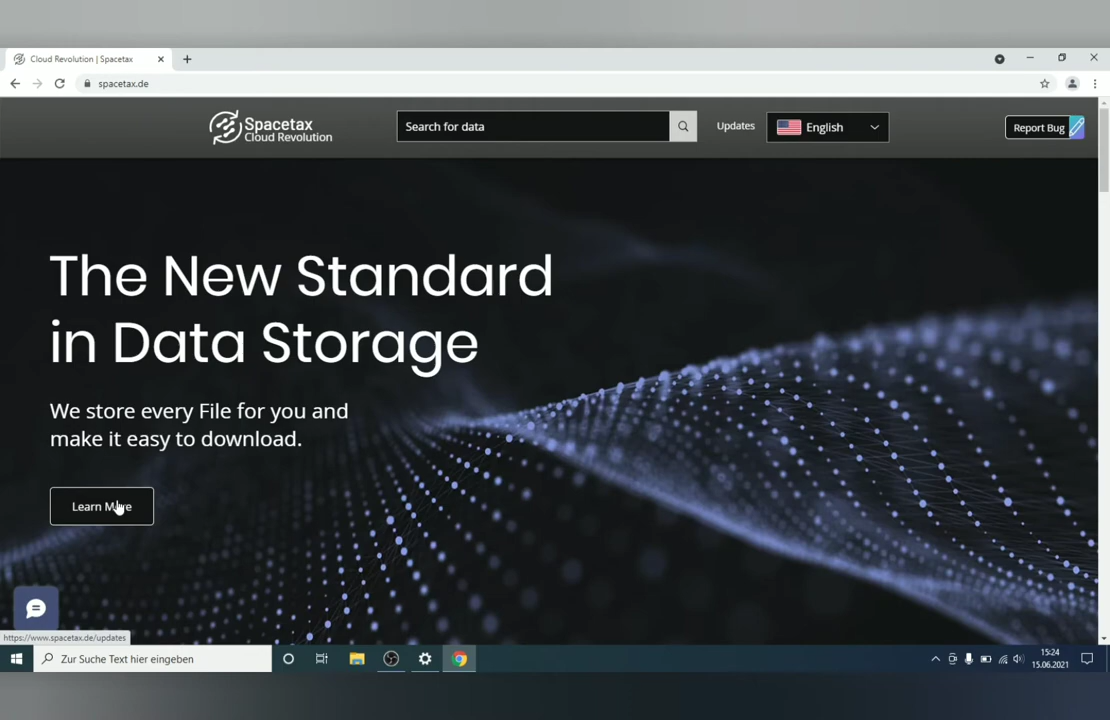 Cloud Revolution | Spacetax
spacetax.de
Spacetax
Cloud Revolution
Search for data
Updates
English
Report Bug
The New Standard
in Data Storage
We store every File for you and
make it easy to download.
Learn More
https://www.spacetax.de/updates
Zur Suche Text hier eingeben
15:24
15.06.2021